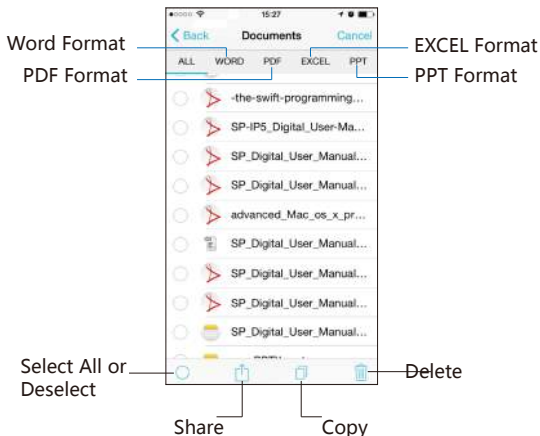 15:27
Back Documents Cancel
ALL WORD PDF EXCEL PPT
Word Format
EXCEL Format
PDF Format
PPT Format
-the-swift-programming...
SP-IP5_Digital_User-Ma...
SP_Digital_User_Manual...
SP_Digital_User_Manual...
advanced_Mac_os_x_pr...
SP_Digital_User_Manual...
SP_Digital_User_Manual...
SP_Digital_User_Manual...
SP_Digital_User_Manual...
Select All or
Deselect
Delete
Share
Copy